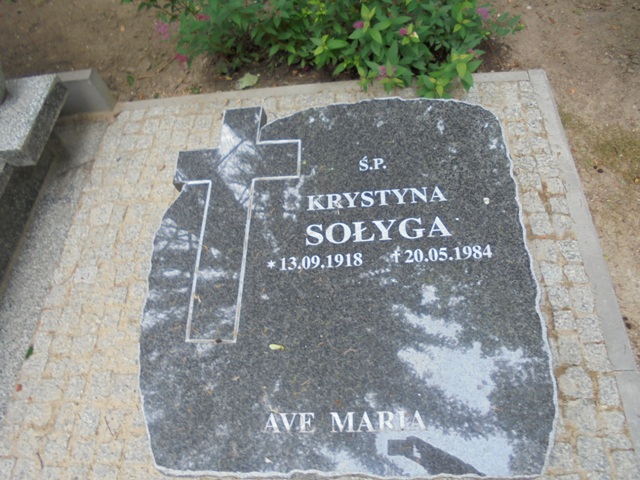 Ś.P.
KRYSTYNA
SOŁYGA
* 13.09.1918 † 20.05.1984
AVE MARIA